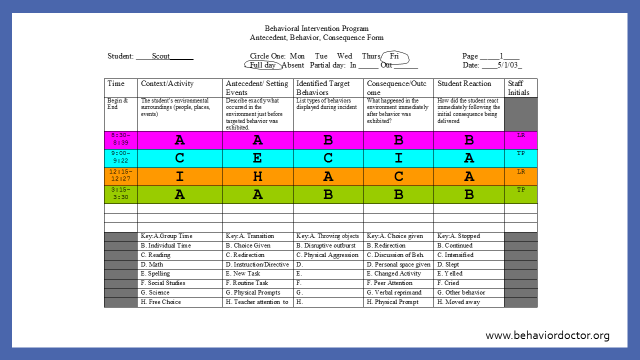 Behavioral Intervention Program
Antecedent, Behavior, Consequence Form
Student: ____Scout______ Circle One: Mon Tue Wed Thurs Fri Page ____1____
Full day Absent Partial day: In _____ Out ______ Date: ____5/1/03_
Time Context/Activity Antecedent/ Setting Events Identified Target Behaviors Consequence/Outcome Student Reaction Staff Initials
Begin & End The student's environmental surroundings (people, places, events) Describe exactly what occurred in the environment just before targeted behavior was exhibited. List types of behaviors displayed during incident What happened in the environment immediately after behavior was exhibited? How did the student react immediately following the initial consequence being delivered
8:30- 8:39 A A B B B LR
9:00- 9:22 C E C I A TP
12:15- 12:27 I H A C A LR
3:15- 3:30 A A B B B TP
Key:A.Group Time Key:A. Transition Key:A. Throwing objects Key:A. Choice given Key:A. Stopped
B. Individual Time B. Choice Given B. Disruptive outburst B. Redirection B. Continued
C. Reading C. Redirection C. Physical Aggression C. Discussion of Beh. C. Intensified
D. Math D. Instruction/Directive D. D. Personal space given D. Slept
E. Spelling E. New Task E. E. Changed Activity E. Yelled
F. Social Studies F. Routine Task F. F. Peer Attention F. Cried
G. Science G. Physical Prompts G. G. Verbal reprimand G. Other behavior
H. Free Choice H. Teacher attention to H. H. Physical Prompt H. Moved away
www.behaviordoctor.org